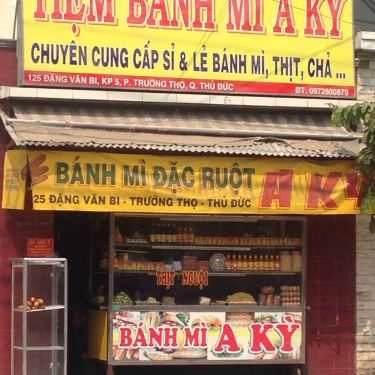 TIỆM BÁNH MÌ A KỲ
CHUYÊN CUNG CẤP SỈ & LẺ BÁNH MÌ, THỊT, CHẢ ...
125 ĐẶNG VĂN BI, KP 5, P. TRƯỜNG THỌ, Q. THỦ ĐỨC ĐT: 0972600879
BÁNH MÌ ĐẶC RUỘT A KỲ
25 ĐẶNG VĂN BI - TRƯỜNG THỌ - THỦ ĐỨC
THỊT NGUỘI
BÁNH MÌ A KỲ